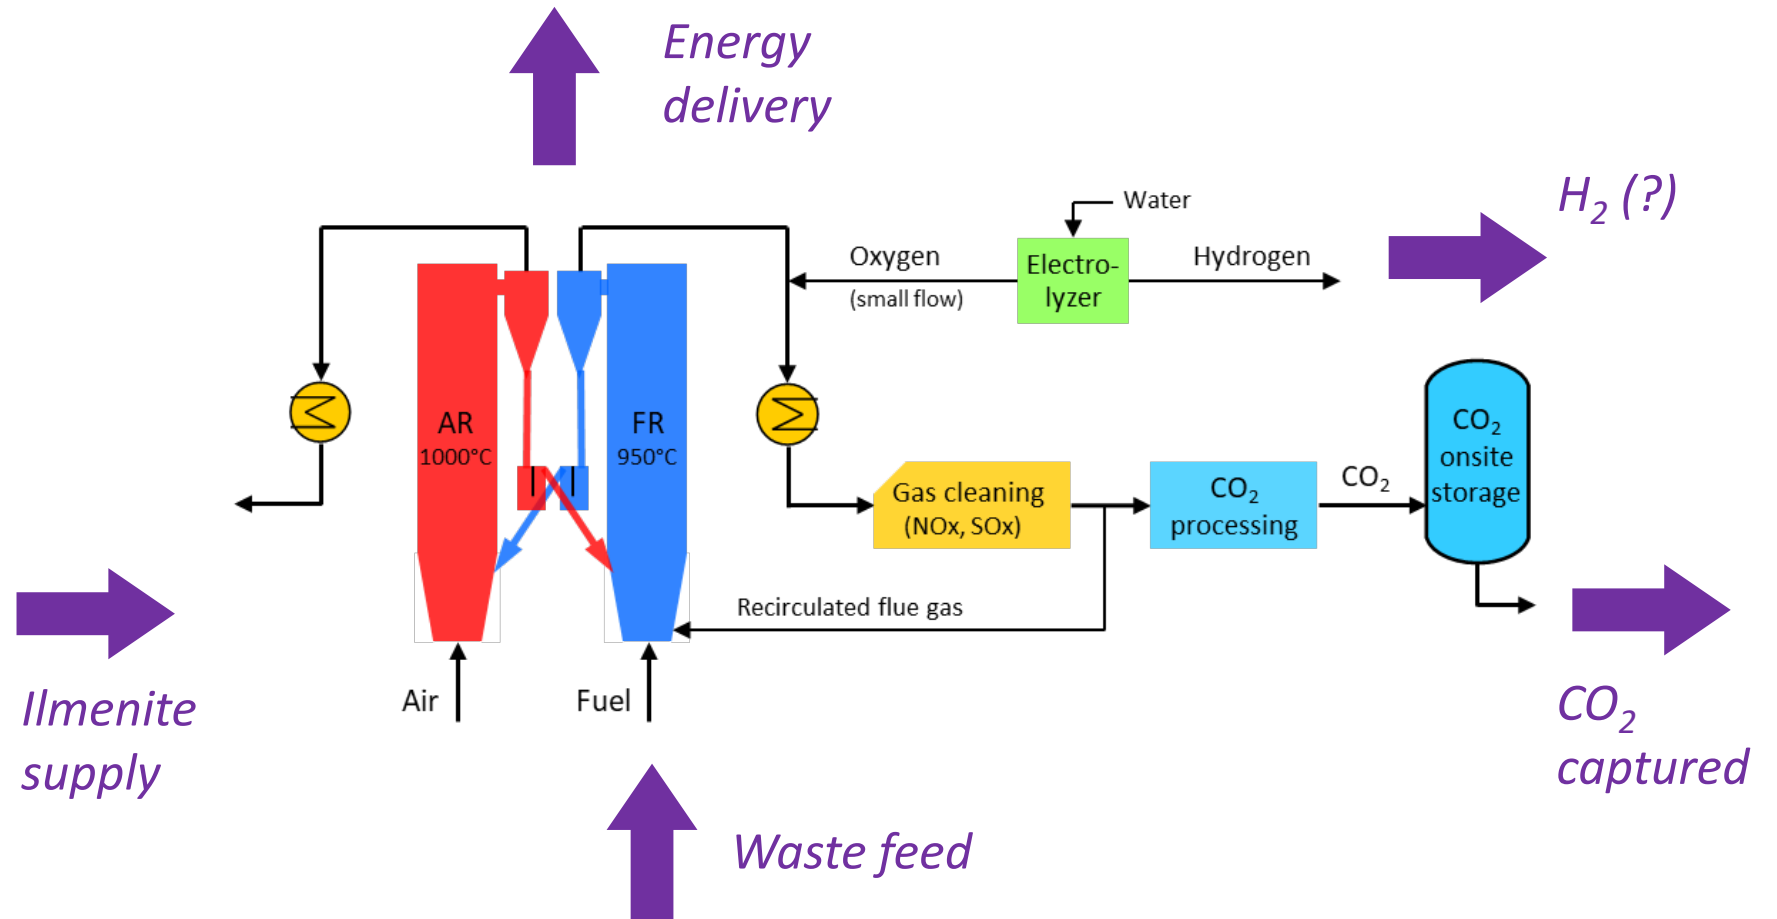 Energy
delivery
H₂ (?)
Water
Oxygen
(small flow)
Electro-
lyzer
Hydrogen
AR
1000°C
FR
950°C
Gas cleaning
(NOx, SOx)
CO₂
processing
CO₂
CO₂
onsite
storage
Recirculated flue gas
Air
Fuel
Ilmenite
supply
CO₂
captured
Waste feed